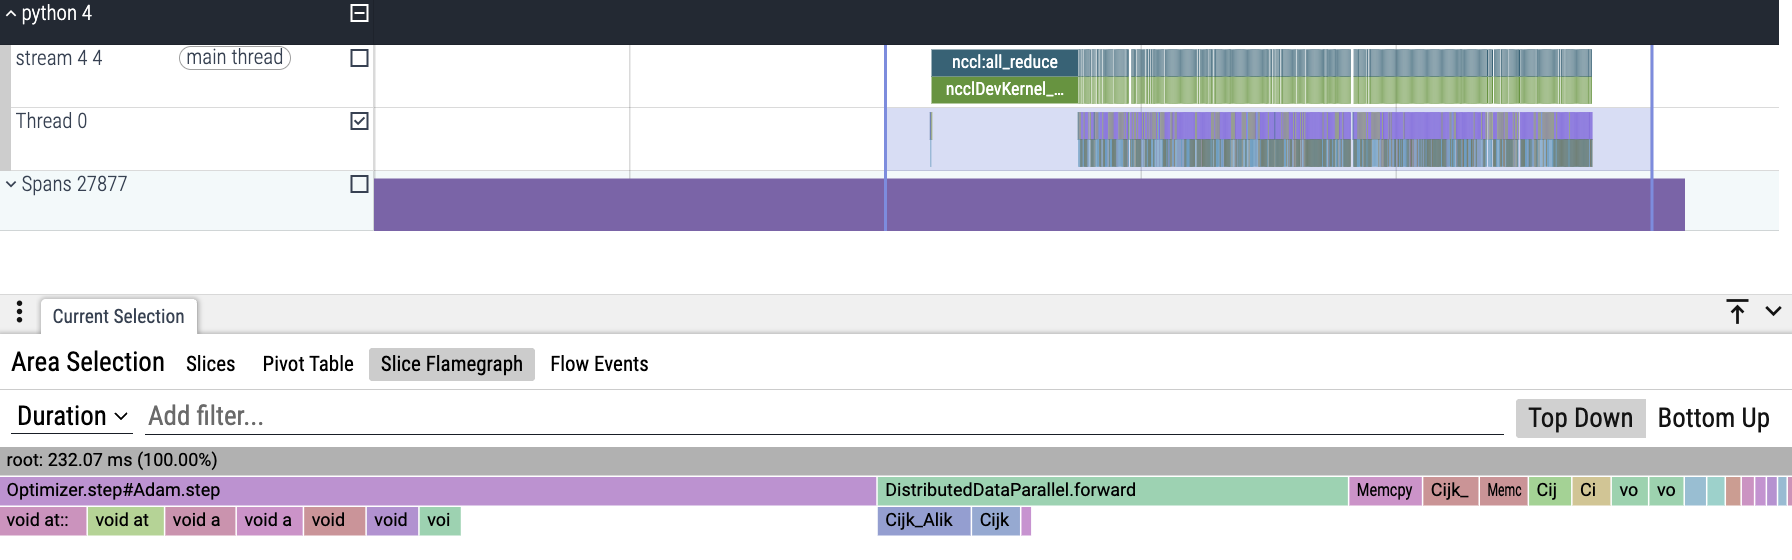 python 4
stream 4 4 main thread
nccl:all_reduce
ncclDevKernel_...
Thread 0
Spans 27877
Current Selection
Area Selection Slices Pivot Table Slice Flamegraph Flow Events
Duration Add filter... Top Down Bottom Up
root: 232.07 ms (100.00%)
Optimizer.step#Adam.step DistributedDataParallel.forward Memcpy Cijk_ Memc Cij Ci vo vo
void at:: void at void a void a void void voi Cijk_Alik Cijk